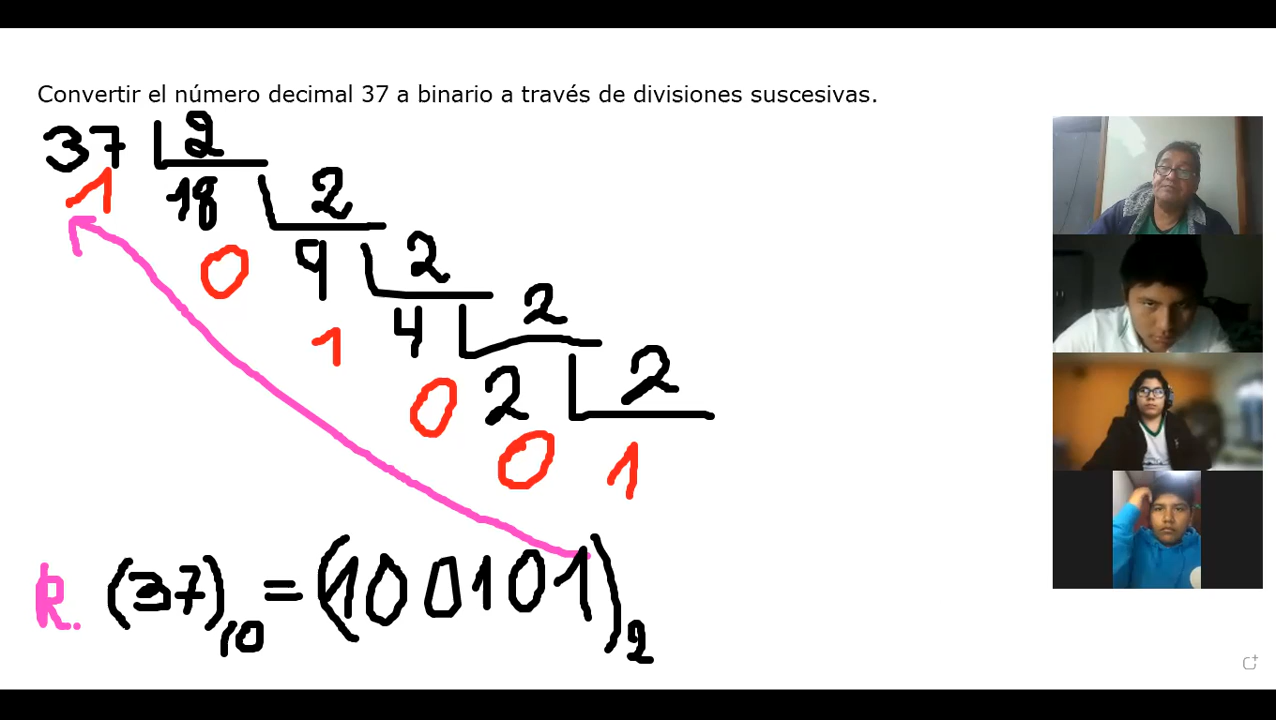 Convertir el número decimal 37 a binario a través de divisiones suscesivas.
37 2
1 18 2
0 9 2
1 4 2
0 2 2
0 1
R. (37)10 = (100101)2